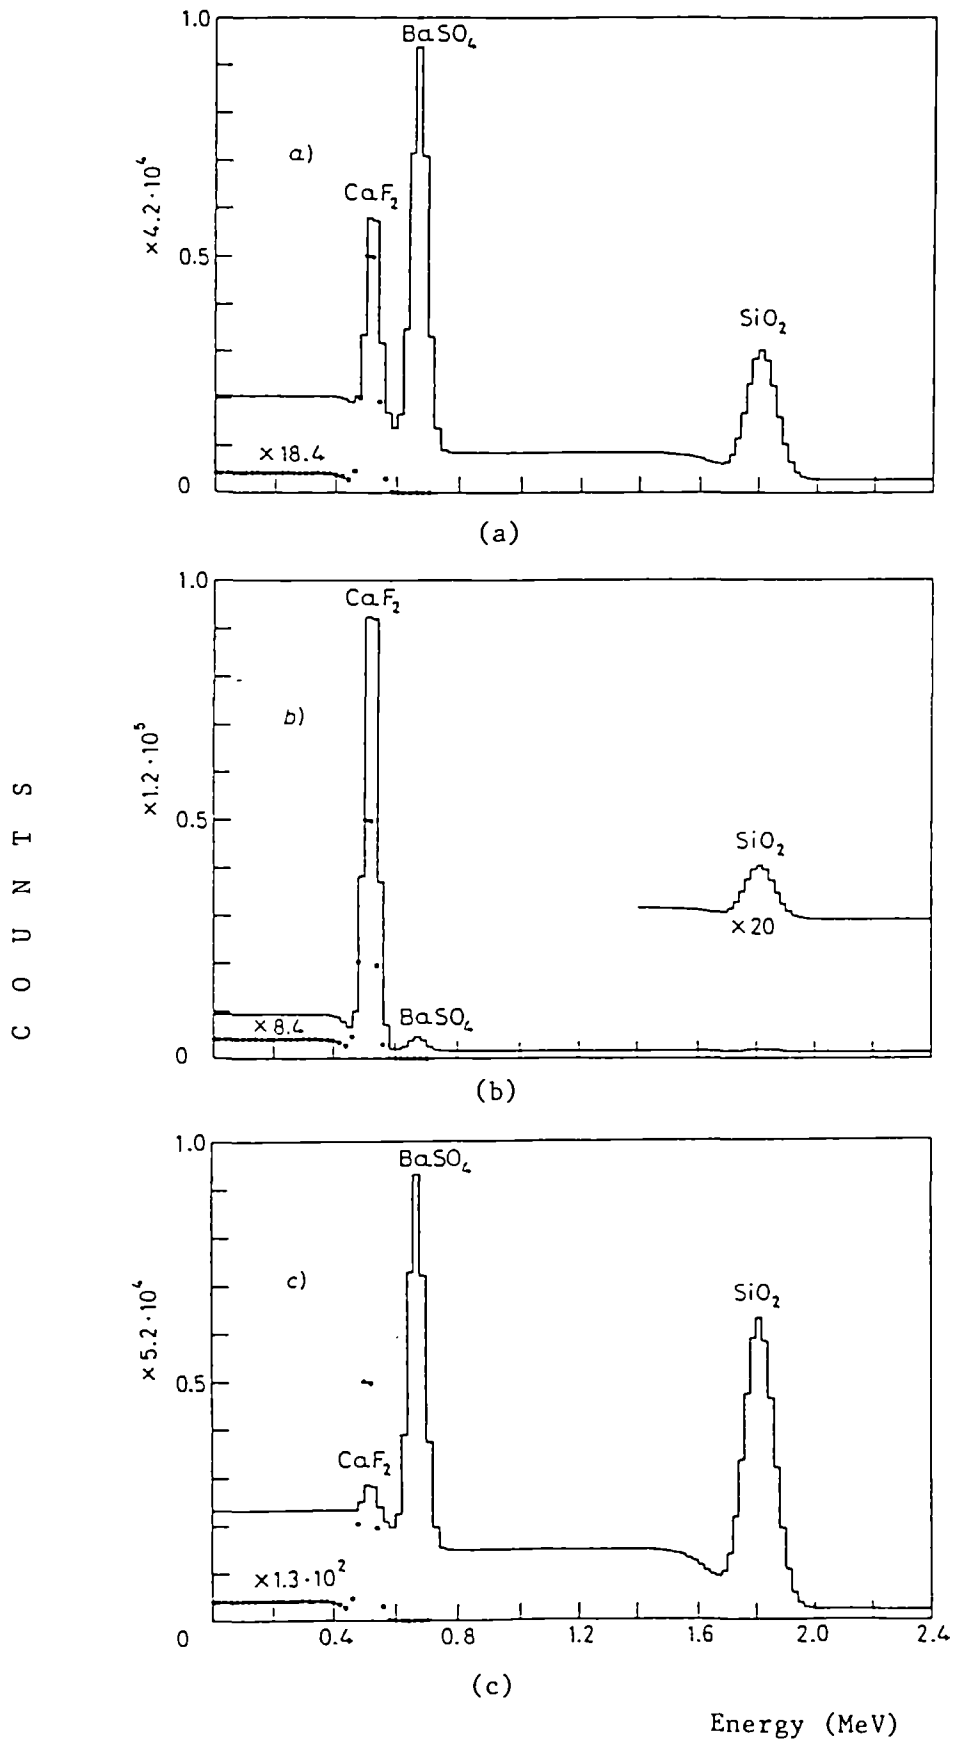 COUNTS
1.0
BaSO₄
a)
×4.2·10⁴
CaF₂
0.5
SiO₂
×18.4
0
(a)
1.0
CaF₂
b)
×1.2·10⁵
0.5
SiO₂
×20
BaSO₄
×8.4
0
(b)
1.0
BaSO₄
c)
SiO₂
×5.2·10⁴
0.5
CaF₂
×1.3·10²
0 0.4 0.8 1.2 1.6 2.0 2.4
(c)
Energy (MeV)